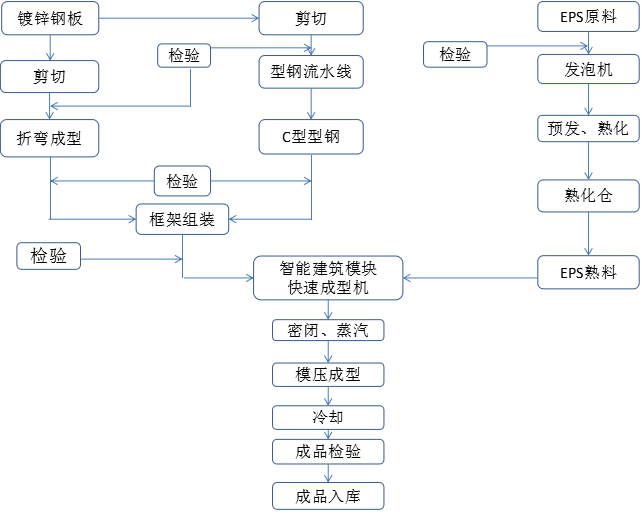 镀锌钢板
剪切
EPS原料
检验
检验
剪切
型钢流水线
发泡机
折弯成型
C型型钢
预发、熟化
检验
熟化仓
框架组装
检验
智能建筑模块
快速成型机
EPS熟料
密闭、蒸汽
模压成型
冷却
成品检验
成品入库